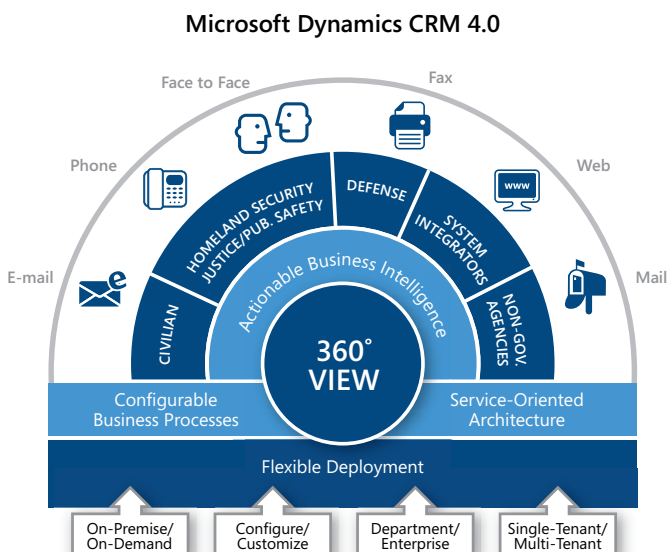 Microsoft Dynamics CRM 4.0
Face to Face
Fax
Phone
Web
E-mail
Mail
www
CIVILIAN
HOMELAND SECURITY
JUSTICE/PUB. SAFETY
DEFENSE
SYSTEM
INTEGRATORS
NON-GOV.
AGENCIES
Actionable Business Intelligence
360°
VIEW
Configurable
Business Processes
Service-Oriented
Architecture
Flexible Deployment
On-Premise/
On-Demand
Configure/
Customize
Department/
Enterprise
Single-Tenant/
Multi-Tenant